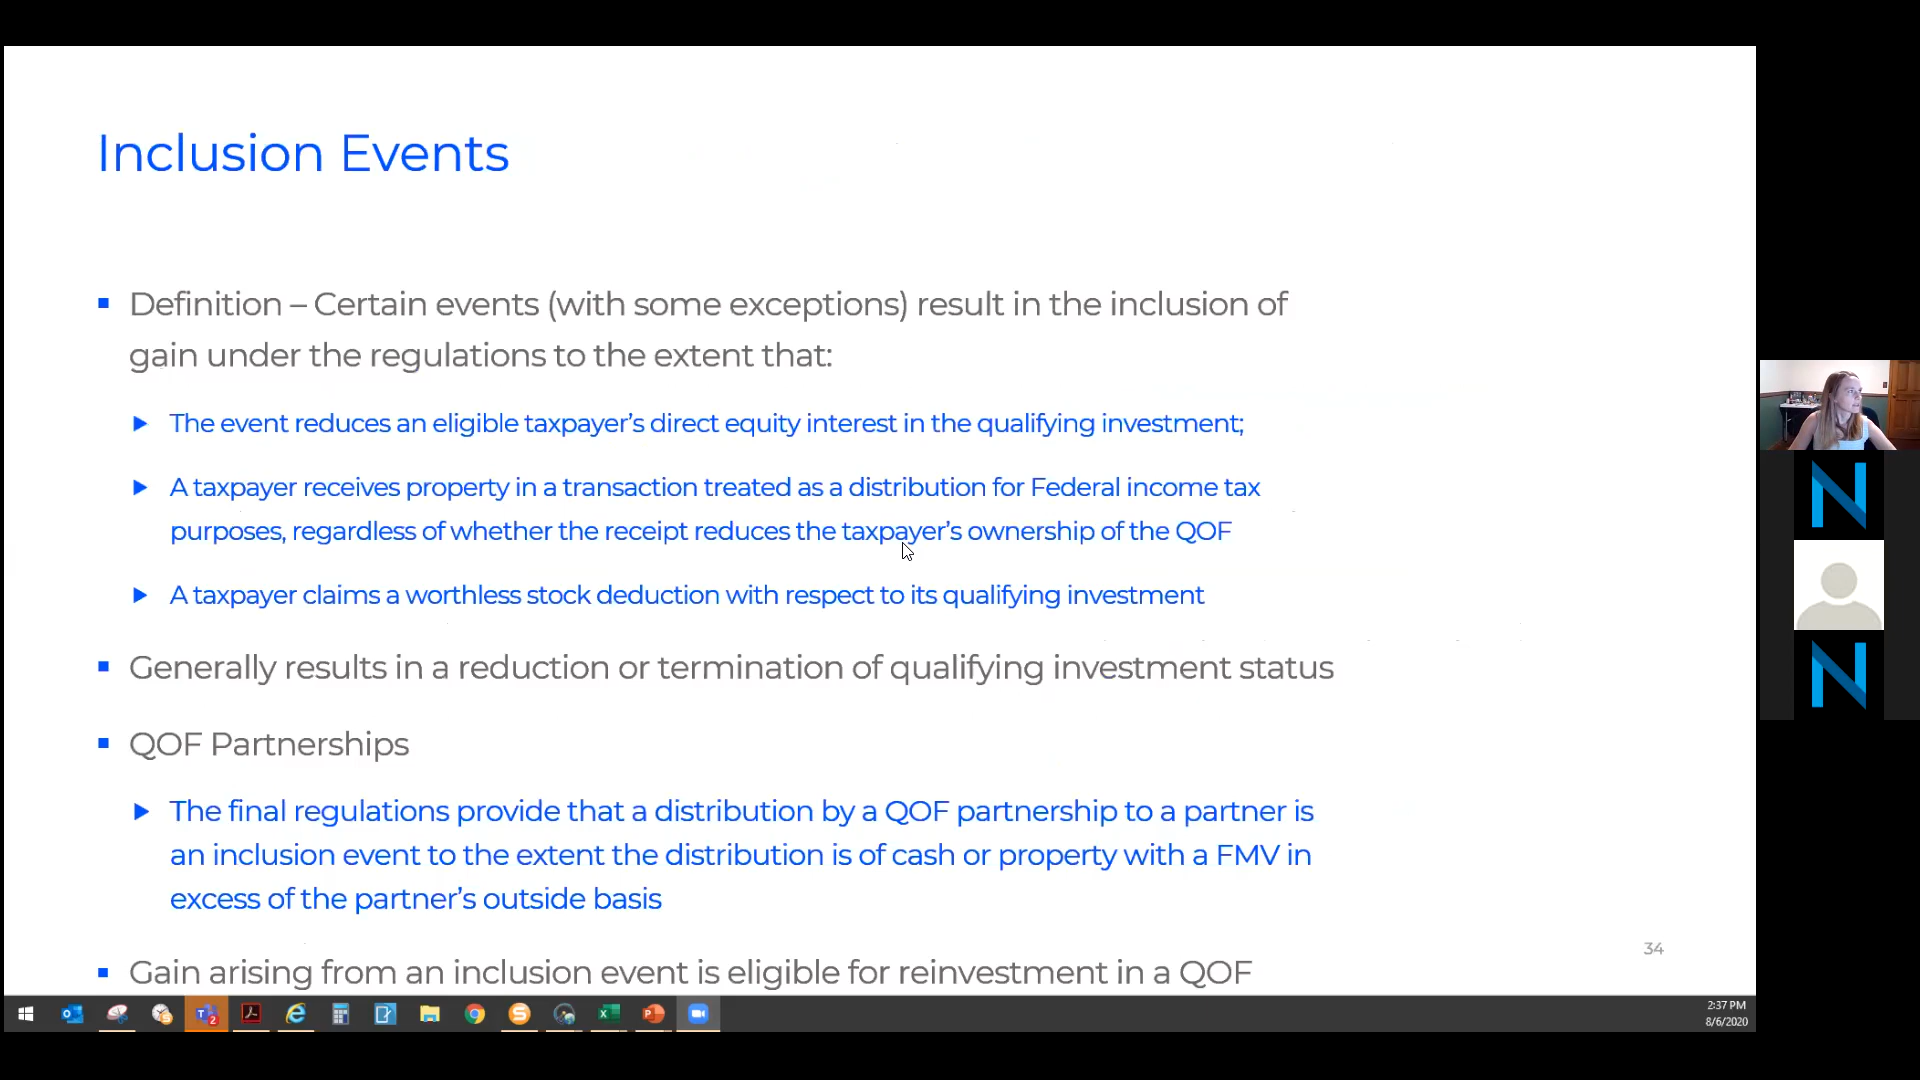 Inclusion Events
Definition – Certain events (with some exceptions) result in the inclusion of
gain under the regulations to the extent that:
The event reduces an eligible taxpayer's direct equity interest in the qualifying investment;
A taxpayer receives property in a transaction treated as a distribution for Federal income tax
purposes, regardless of whether the receipt reduces the taxpayer's ownership of the QOF
A taxpayer claims a worthless stock deduction with respect to its qualifying investment
Generally results in a reduction or termination of qualifying investment status
QOF Partnerships
The final regulations provide that a distribution by a QOF partnership to a partner is
an inclusion event to the extent the distribution is of cash or property with a FMV in
excess of the partner's outside basis
34
Gain arising from an inclusion event is eligible for reinvestment in a QOF
2:37 PM
8/6/2020